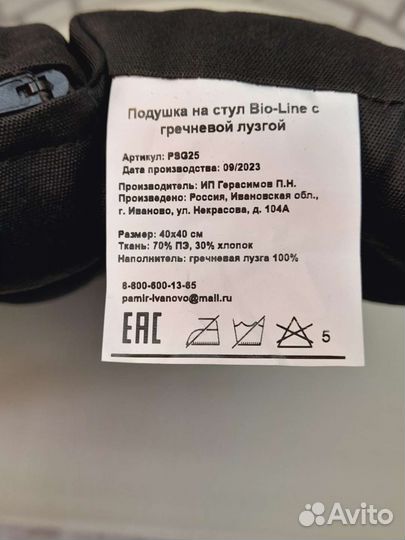 Подушка на стул Bio-Line с
гречневой лузгой
Артикул: PSG25
Дата производства: 09/2023
Производитель: ИП Герасимов П.Н.
Произведено: Россия, Ивановская обл.,
г. Иваново, ул. Некрасова, д. 104А
Размер: 40х40 см
Ткань: 70% ПЭ, 30% хлопок
Наполнитель: гречневая лузга 100%
8-800-600-13-65
pamir-ivanovo@mail.ru
EAC
5
Avito